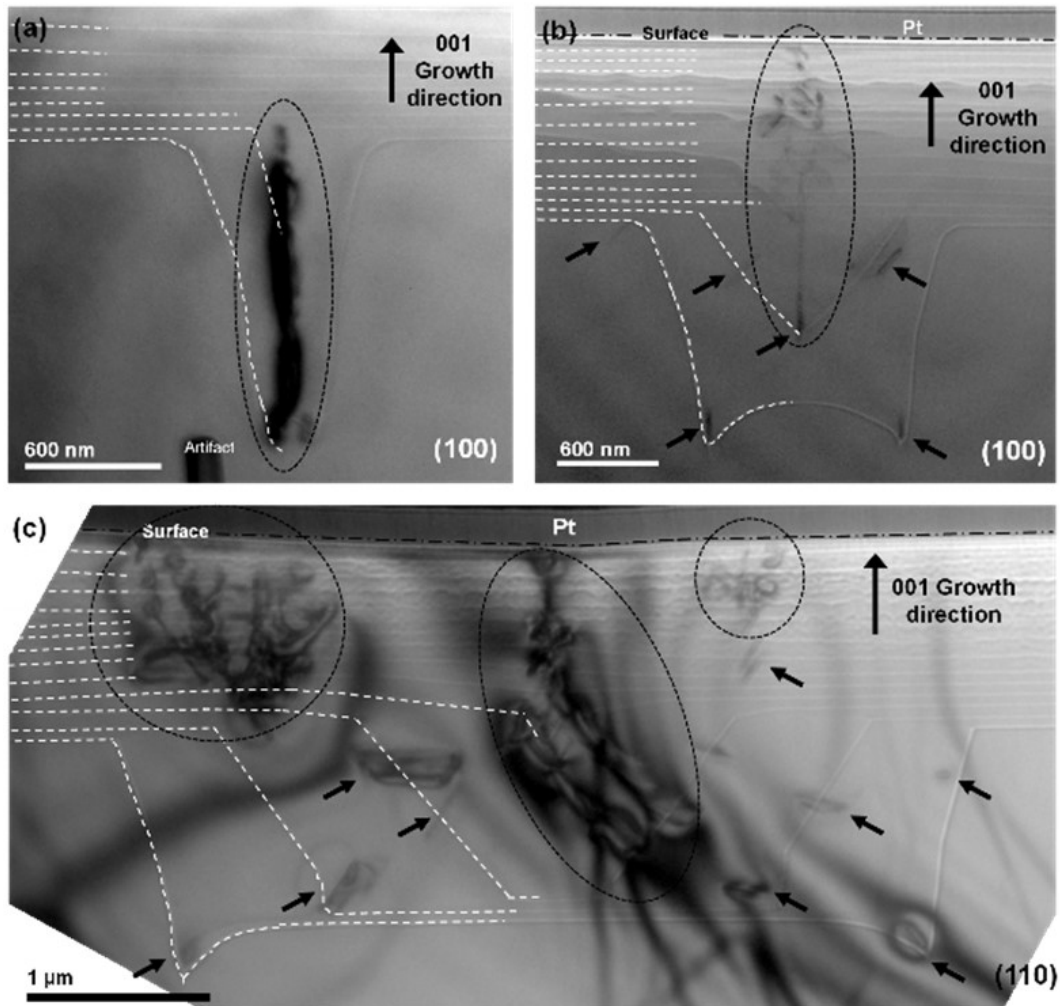 (a)
001
Growth
direction
Artifact
600 nm
(100)
(b)
Surface
Pt
001
Growth
direction
600 nm
(100)
(c)
Surface
Pt
001 Growth
direction
1 µm
(110)